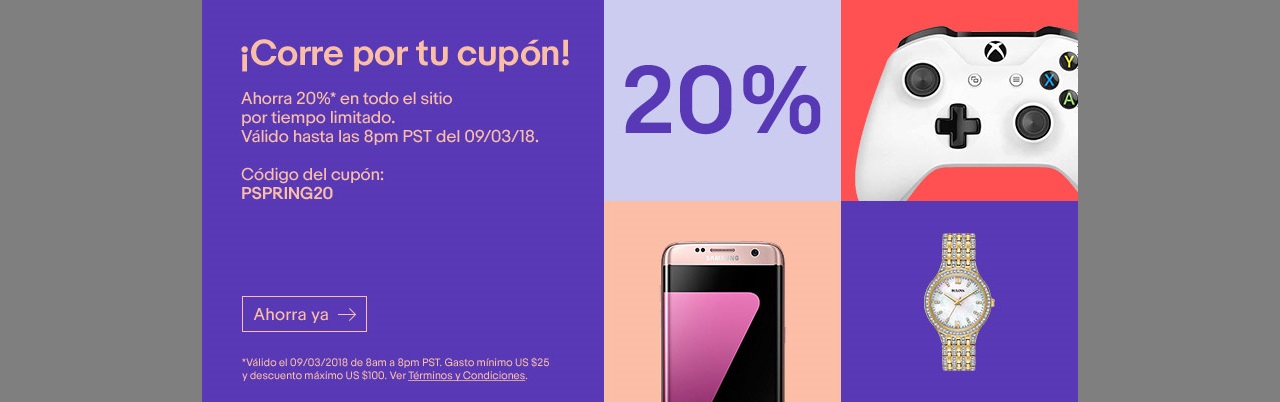 ¡Corre por tu cupón!
Ahorra 20%* en todo el sitio
por tiempo limitado.
Válido hasta las 8pm PST del 09/03/18.
Código del cupón:
PSPRING20
Ahorra ya
*Válido el 09/03/2018 de 8am a 8pm PST. Gasto mínimo US $25
y descuento máximo US $100. Ver Términos y Condiciones.
20%
Y
X
A
SAMSUNG
BULOVA